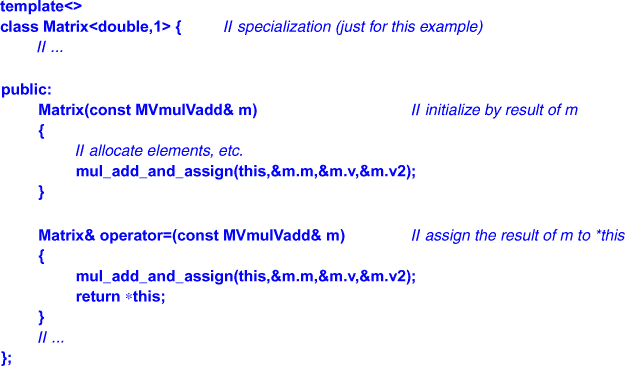 template<>
class Matrix<double,1> { // specialization (just for this example)
// ...
public:
Matrix(const MVmulVadd& m) // initialize by result of m
{
// allocate elements, etc.
mul_add_and_assign(this,&m.m,&m.v,&m.v2);
}
Matrix& operator=(const MVmulVadd& m) // assign the result of m to *this
{
mul_add_and_assign(this,&m.m,&m.v,&m.v2);
return *this;
}
// ...
};